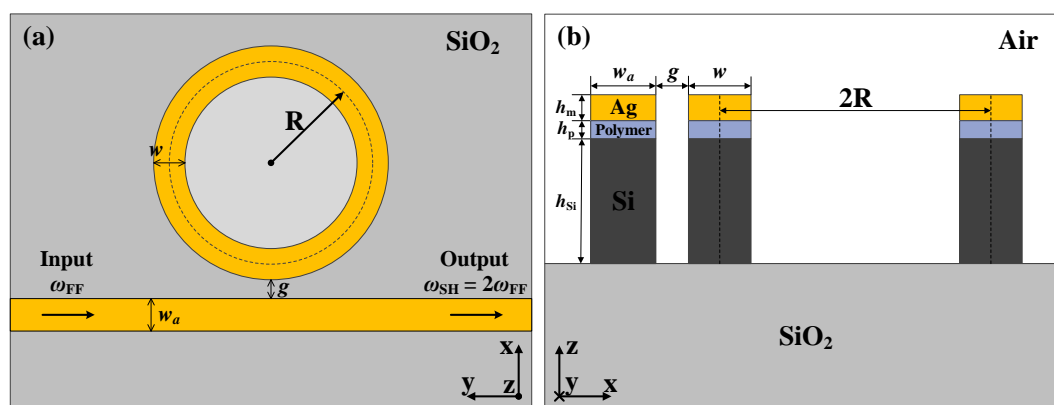 (a)
SiO2
R
w
Input
ωFF
Output
ωSH = 2ωFF
g
wa
x
y
z
(b)
Air
wa
g
w
hm
Ag
2R
hp
Polymer
hSi
Si
SiO2
z
y
x